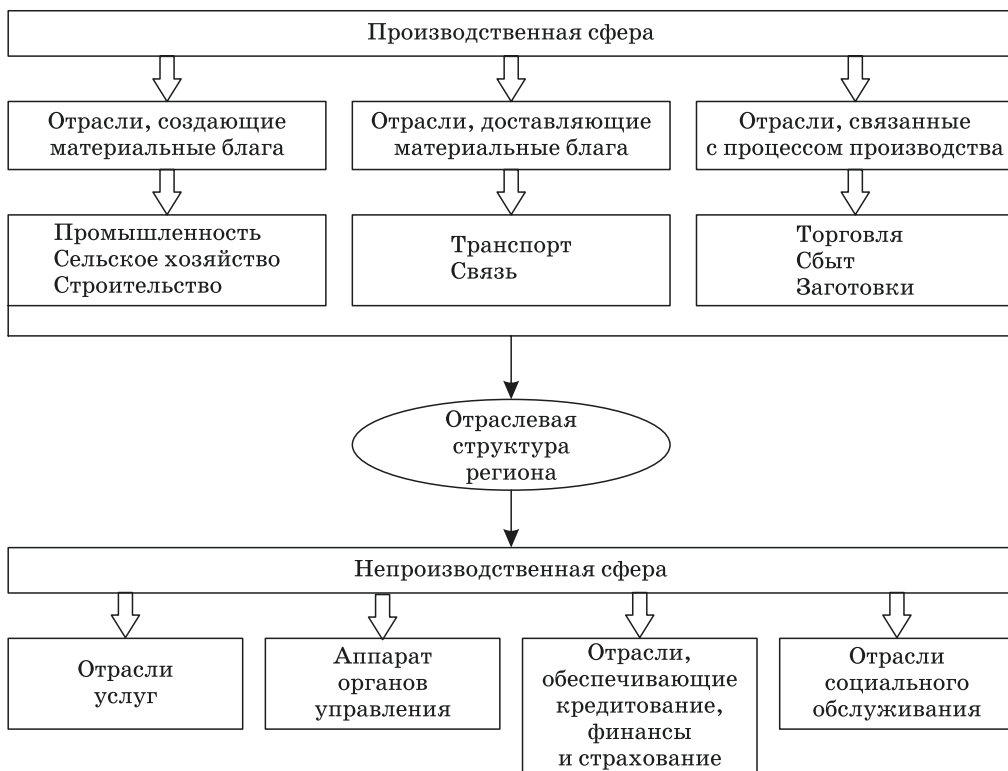 Производственная сфера
Отрасли, создающие
материальные блага
Отрасли, доставляющие
материальные блага
Отрасли, связанные
с процессом производства
Промышленность
Сельское хозяйство
Строительство
Транспорт
Связь
Торговля
Сбыт
Заготовки
Отраслевая
структура
региона
Непроизводственная сфера
Отрасли
услуг
Аппарат
органов
управления
Отрасли,
обеспечивающие
кредитование,
финансы
и страхование
Отрасли
социального
обслуживания